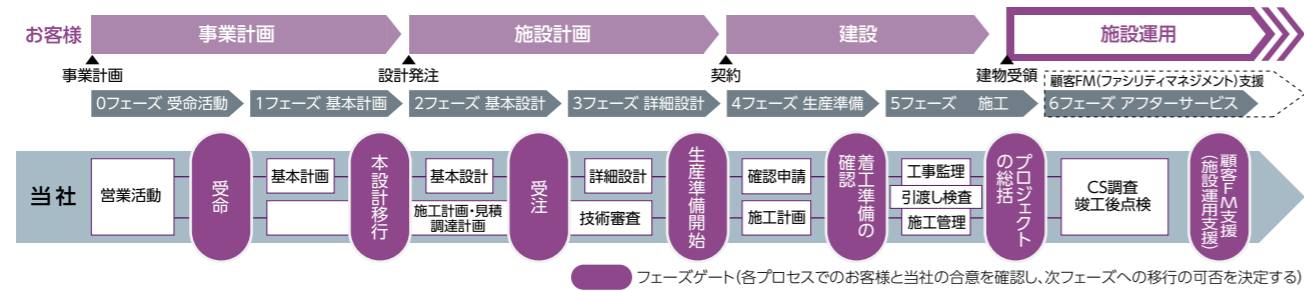 お客様
事業計画
施設計画
建設
施設運用
事業計画
設計発注
契約
建物受領
顧客FM(ファシリティマネジメント)支援
0フェーズ 受命活動
1フェーズ 基本計画
2フェーズ 基本設計
3フェーズ 詳細設計
4フェーズ 生産準備
5フェーズ 施工
6フェーズ アフターサービス
当社
営業活動
受命
基本計画
本設計移行
基本設計
施工計画・見積
調達計画
受注
詳細設計
技術審査
生産準備開始
確認申請
施工計画
着工準備の
確認
工事監理
引渡し検査
施工管理
プロジェクト
の総括
CS調査
竣工後点検
顧客FM支援
(施設運用支援)
フェーズゲート(各プロセスでのお客様と当社の合意を確認し、次フェーズへの移行の可否を決定する)